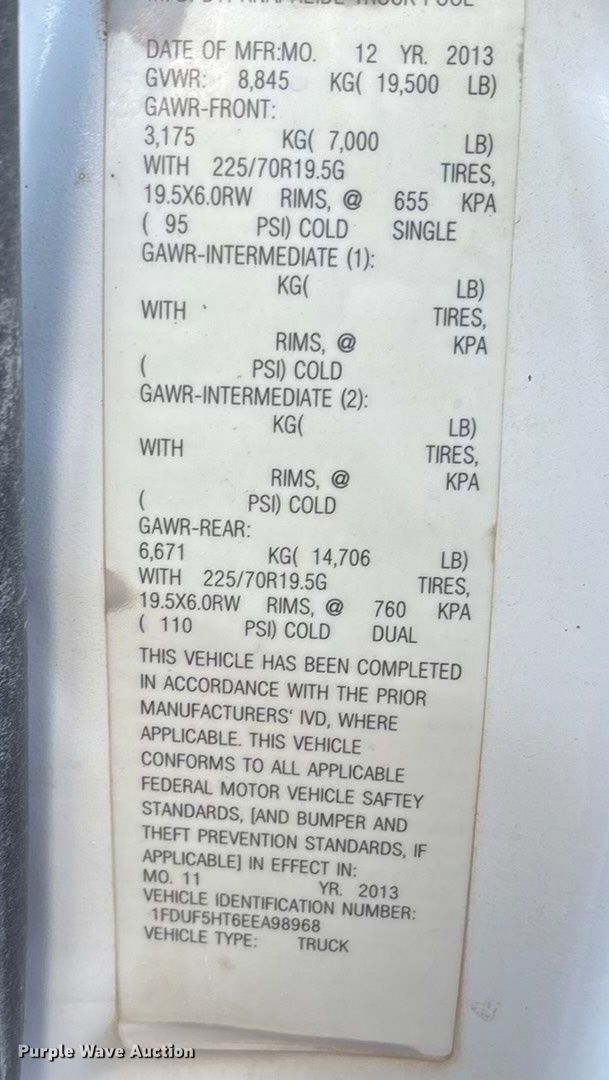 MFG. BY: KNAPHEIDE TRUCK POOL
DATE OF MFR:MO. 12 YR. 2013
GVWR: 8,845 KG( 19,500 LB)
GAWR-FRONT:
3,175 KG( 7,000 LB)
WITH 225/70R19.5G TIRES,
19.5X6.0RW RIMS, @ 655 KPA
( 95 PSI) COLD SINGLE
GAWR-INTERMEDIATE (1):
KG( LB)
WITH TIRES,
RIMS, @ KPA
( PSI) COLD
GAWR-INTERMEDIATE (2):
KG( LB)
WITH TIRES,
RIMS, @ KPA
( PSI) COLD
GAWR-REAR:
6,671 KG( 14,706 LB)
WITH 225/70R19.5G TIRES,
19.5X6.0RW RIMS, @ 760 KPA
( 110 PSI) COLD DUAL
THIS VEHICLE HAS BEEN COMPLETED
IN ACCORDANCE WITH THE PRIOR
MANUFACTURERS' IVD, WHERE
APPLICABLE. THIS VEHICLE
CONFORMS TO ALL APPLICABLE
FEDERAL MOTOR VEHICLE SAFTEY
STANDARDS, [AND BUMPER AND
THEFT PREVENTION STANDARDS, IF
APPLICABLE] IN EFFECT IN:
MO. 11 YR. 2013
VEHICLE IDENTIFICATION NUMBER:
1FDUF5HT6EEA98968
VEHICLE TYPE: TRUCK
Purple Wave Auction